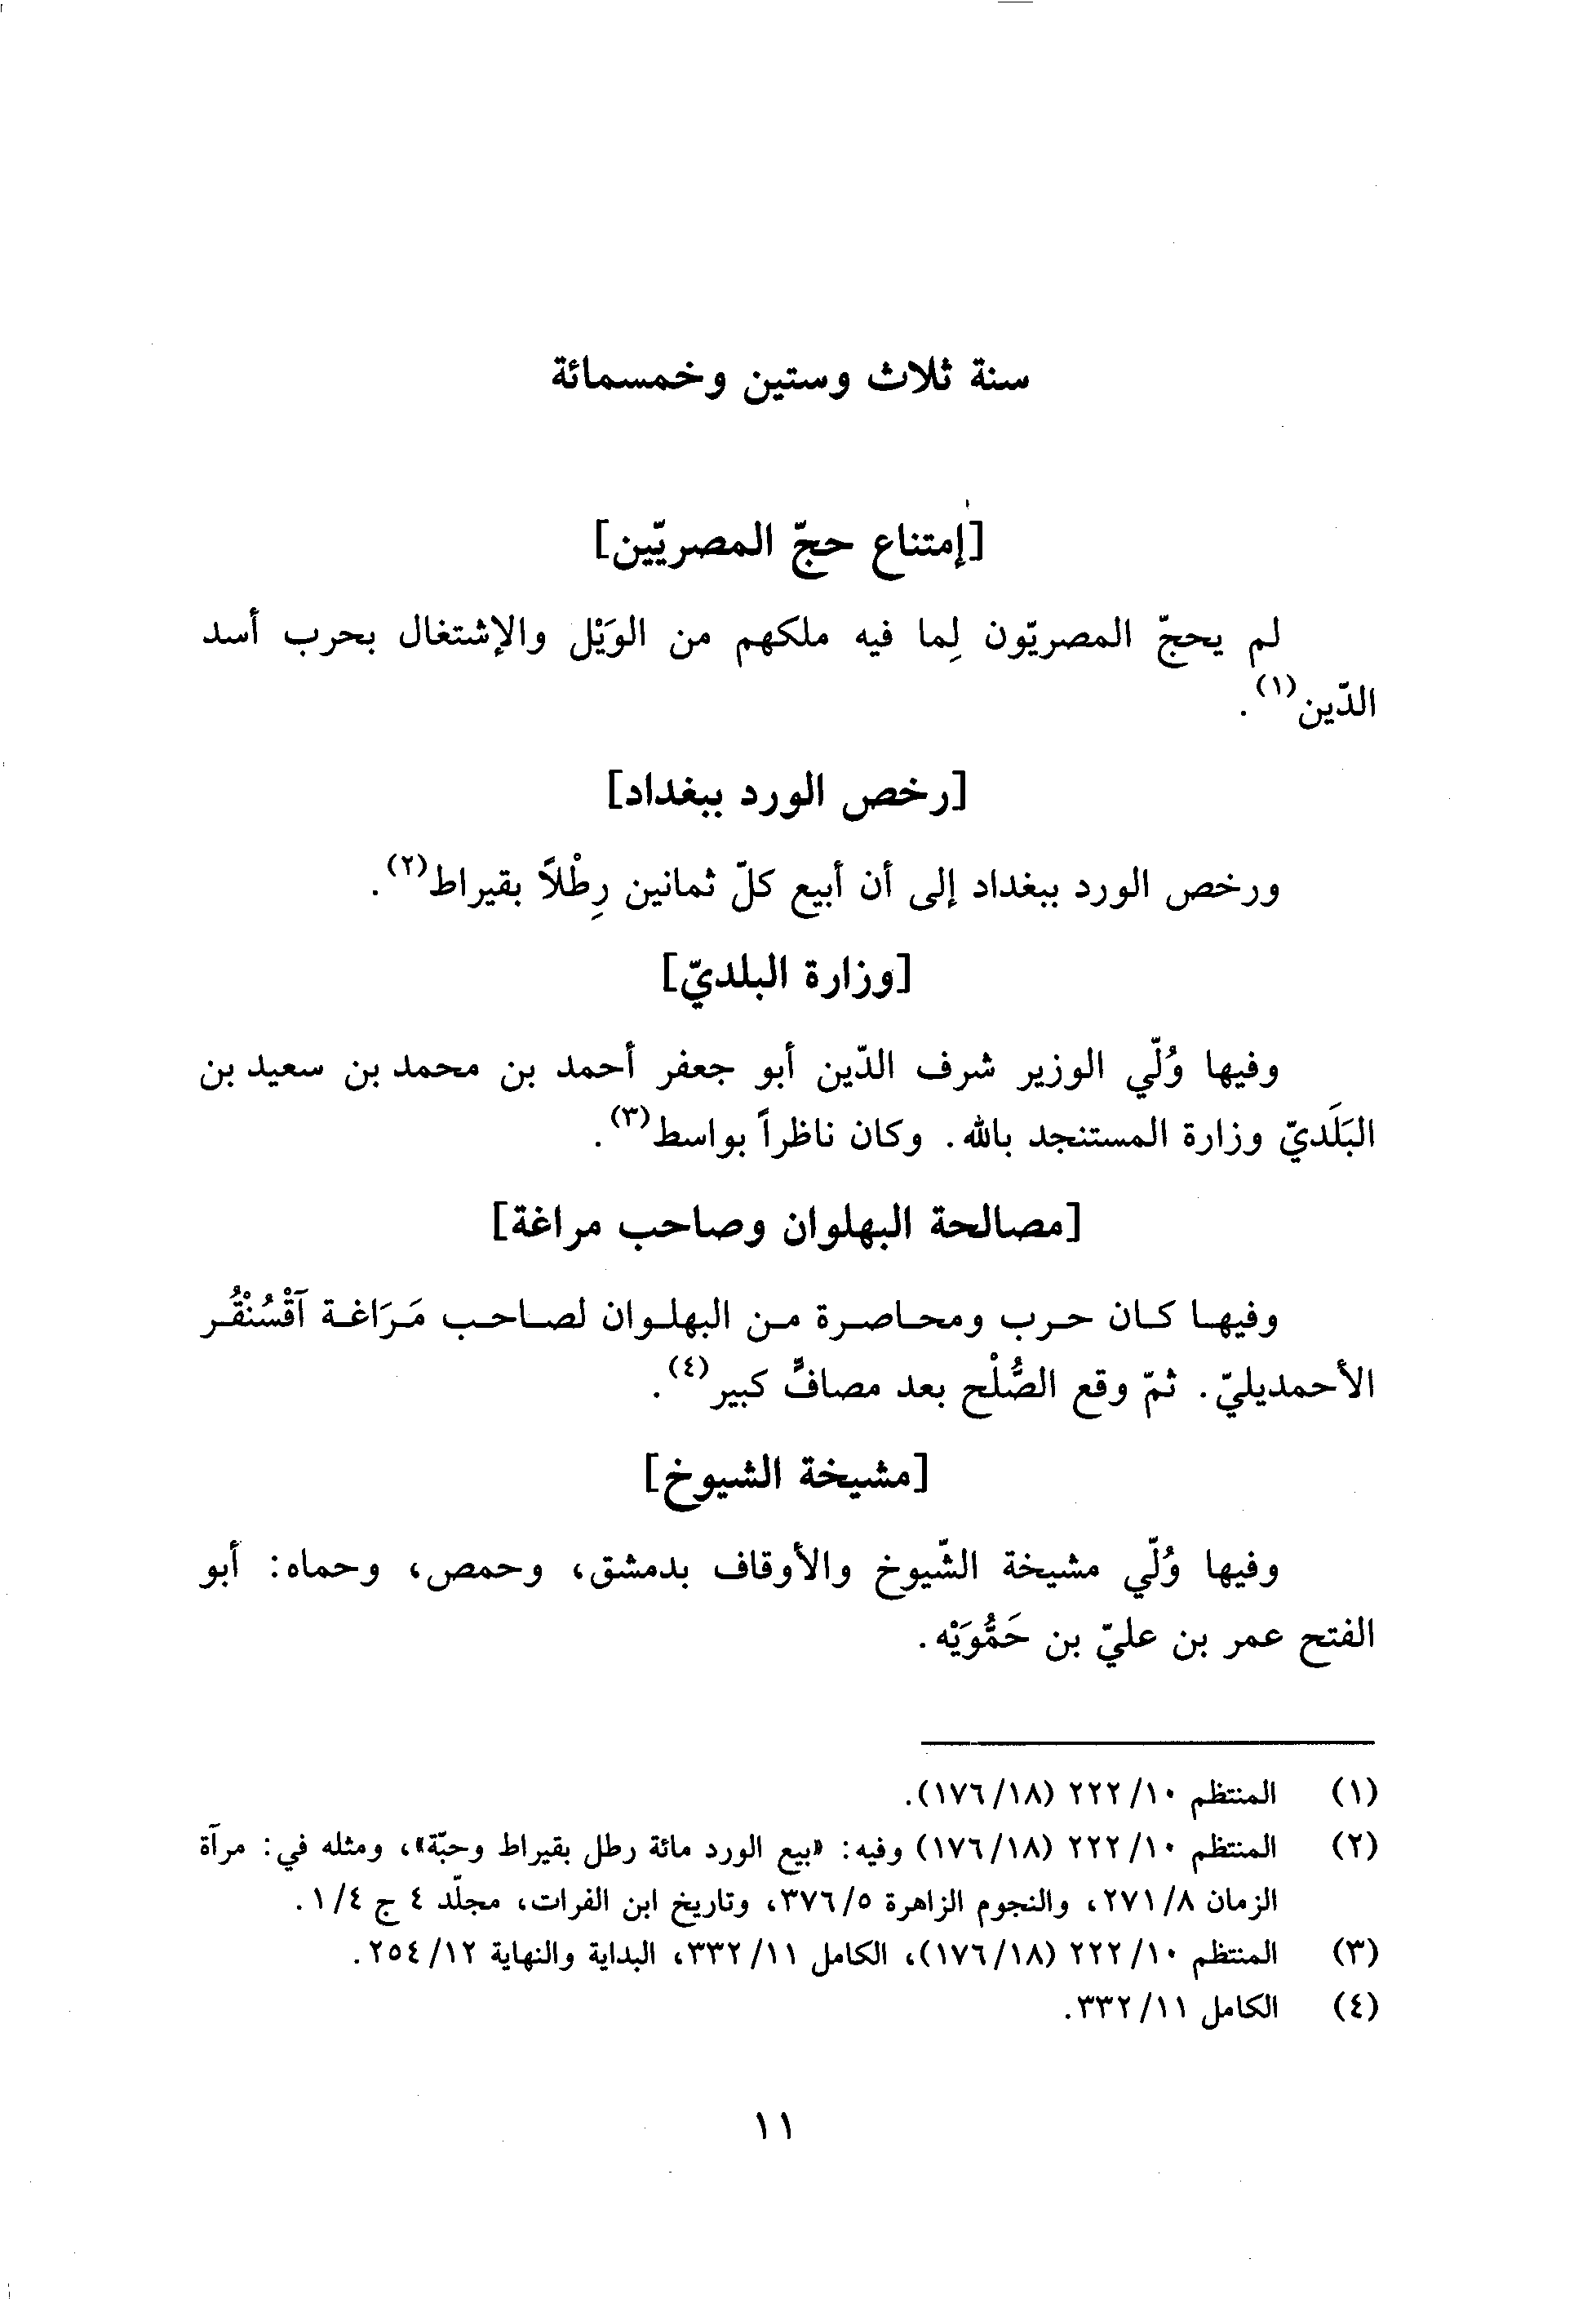 سنة ثلاث وستين وخمسمائة
[إمتناع حجّ المصريّين]
لم يحجّ المصريّون لِما فيه ملكهم من الوَيْل والإشتغال بحرب أسد
الدّين(١).
[رخص الورد ببغداد]
ورخص الورد ببغداد إلى أن أبيع كلّ ثمانين رِطْلاً بقيراط(٢).
[وزارة البلديّ]
وفيها وُلّي الوزير شرف الدّين أبو جعفر أحمد بن محمد بن سعيد بن
البَلَديّ وزارة المستنجد بالله. وكان ناظراً بواسط(٣).
[مصالحة البهلوان وصاحب مراغة]
وفيها كان حرب ومحاصرة من البهلوان لصاحب مَرَاغة آقْسُنْقُر
الأحمديليّ. ثمّ وقع الصُّلْح بعد مصافٍّ كبير(٤).
[مشيخة الشيوخ]
وفيها وُلّي مشيخة الشّيوخ والأوقاف بدمشق، وحمص، وحماه: أبو
الفتح عمر بن عليّ بن حَمُّوَيْه.
(١) المنتظم ١٠/ ٢٢٢ (١٨/ ١٧٦).
(٢) المنتظم ١٠/ ٢٢٢ (١٨/ ١٧٦) وفيه: «بيع الورد مائة رطل بقيراط وحبّة»، ومثله في: مرآة
الزمان ٨/ ٢٧١، والنجوم الزاهرة ٥/ ٣٧٦، وتاريخ ابن الفرات، مجلّد ٤ ج ٤/ ١.
(٣) المنتظم ١٠/ ٢٢٢ (١٨/ ١٧٦)، الكامل ١١/ ٣٣٢، البداية والنهاية ١٢/ ٢٥٤.
(٤) الكامل ١١/ ٣٣٢.
١١